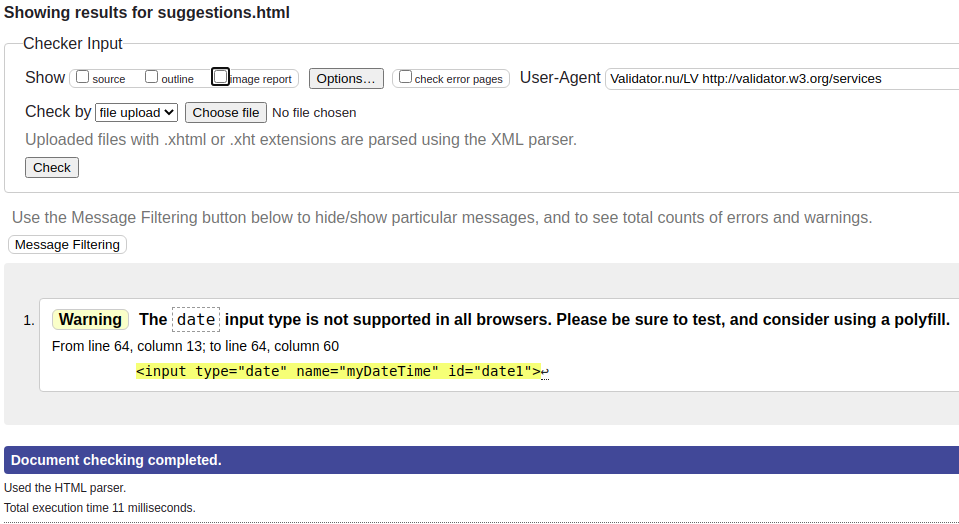 Showing results for suggestions.html
Checker Input
Show source outline image report Options... check error pages User-Agent Validator.nu/LV http://validator.w3.org/services
Check by file upload Choose file No file chosen
Uploaded files with .xhtml or .xht extensions are parsed using the XML parser.
Check
Use the Message Filtering button below to hide/show particular messages, and to see total counts of errors and warnings.
Message Filtering
1. Warning The date input type is not supported in all browsers. Please be sure to test, and consider using a polyfill.
From line 64, column 13; to line 64, column 60
<input type="date" name="myDateTime" id="date1">↩
Document checking completed.
Used the HTML parser.
Total execution time 11 milliseconds.